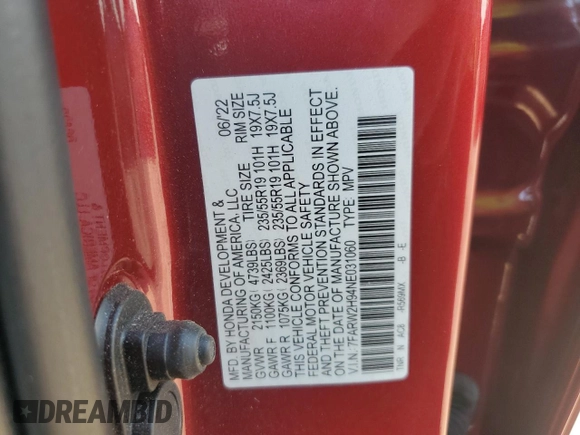 MFD. BY HONDA DEVELOPMENT & 06/22
MANUFACTURING OF AMERICA, LLC
TIRE SIZE RIM SIZE
GVWR 2150KG( 4739LBS)
GAWR F 1100KG( 2425LBS) 235/55R19 101H 19X7.5J
GAWR R 1075KG( 2369LBS) 235/55R19 101H 19X7.5J
THIS VEHICLE CONFORMS TO ALL APPLICABLE
FEDERAL MOTOR VEHICLE SAFETY
AND THEFT PREVENTION STANDARDS IN EFFECT
ON THE DATE OF MANUFACTURE SHOWN ABOVE.
V.I.N. 7FARW2H94NE031060 TYPE MPV
TNR N AC8 -R569MX -B -E
DREAMBID